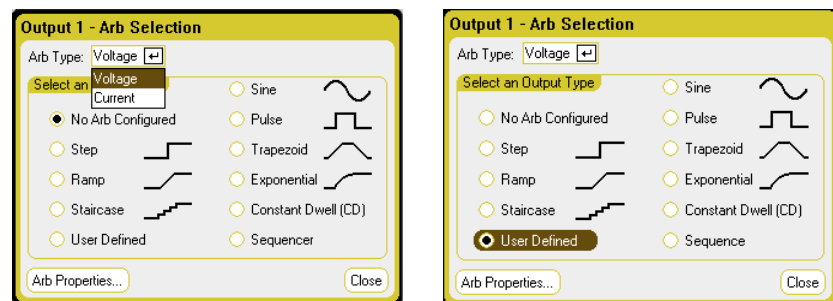 Output 1 - Arb Selection
Arb Type: Voltage
Voltage
Current
Select an
No Arb Configured
Step
Ramp
Staircase
User Defined
Sine
Pulse
Trapezoid
Exponential
Constant Dwell (CD)
Sequencer
Arb Properties...
Close
Output 1 - Arb Selection
Arb Type: Voltage
Select an Output Type
No Arb Configured
Step
Ramp
Staircase
User Defined
Sine
Pulse
Trapezoid
Exponential
Constant Dwell (CD)
Sequence
Arb Properties...
Close